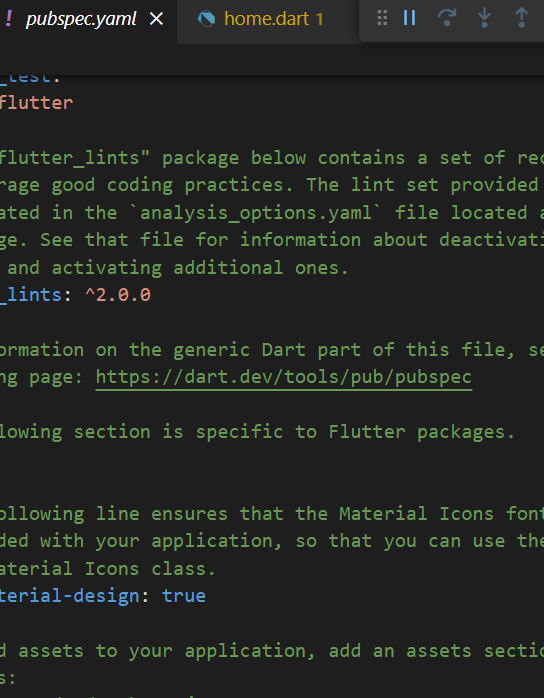 ! pubspec.yaml × home.dart 1
_test:
flutter
flutter_lints" package below contains a set of rec
rage good coding practices. The lint set provided
ated in the `analysis_options.yaml` file located a
ge. See that file for information about deactivati
and activating additional ones.
_lints: ^2.0.0
ormation on the generic Dart part of this file, se
ng page: https://dart.dev/tools/pub/pubspec
lowing section is specific to Flutter packages.
ollowing line ensures that the Material Icons font
ded with your application, so that you can use the
aterial Icons class.
terial-design: true
d assets to your application, add an assets sectio
s: